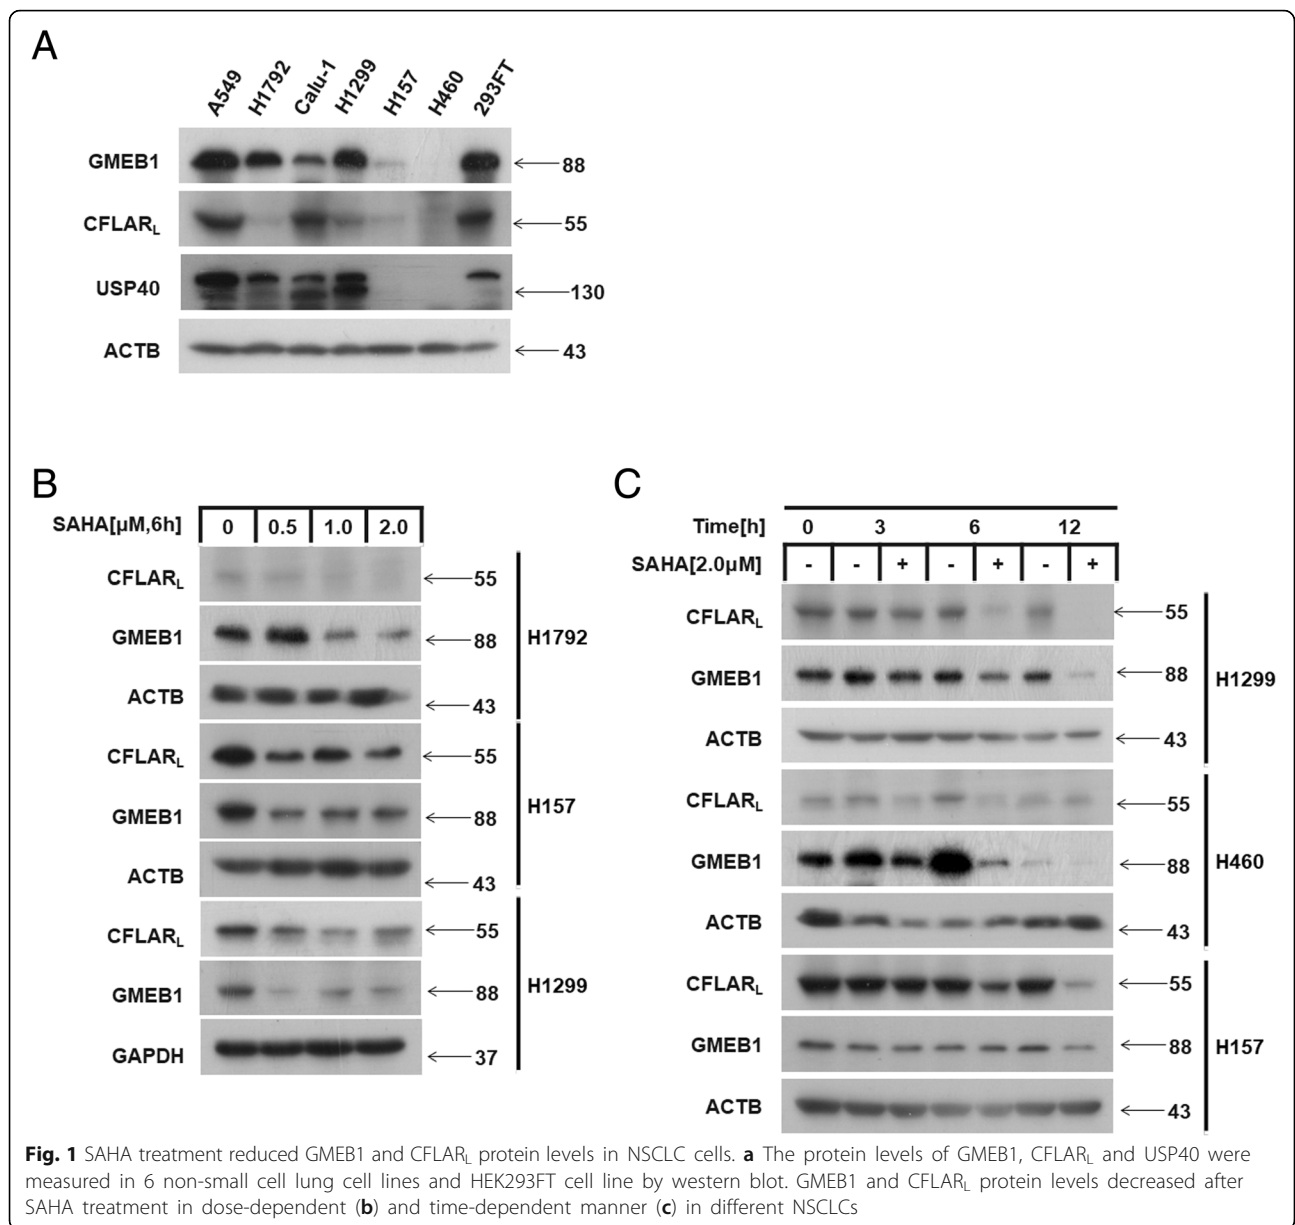 A
A549 H1792 Calu-1 H1299 H157 H460 293FT
GMEB1 88
CFLARL 55
USP40 130
ACTB 43
B
SAHA[µM,6h] 0 0.5 1.0 2.0
CFLARL 55
GMEB1 88 H1792
ACTB 43
CFLARL 55
GMEB1 88 H157
ACTB 43
CFLARL 55
GMEB1 88 H1299
GAPDH 37
C
Time[h] 0 3 6 12
SAHA[2.0µM] - - + - + - +
CFLARL 55
GMEB1 88 H1299
ACTB 43
CFLARL 55
GMEB1 88 H460
ACTB 43
CFLARL 55
GMEB1 88 H157
ACTB 43
Fig. 1 SAHA treatment reduced GMEB1 and CFLARL protein levels in NSCLC cells. a The protein levels of GMEB1, CFLARL and USP40 were
measured in 6 non-small cell lung cell lines and HEK293FT cell line by western blot. GMEB1 and CFLARL protein levels decreased after
SAHA treatment in dose-dependent (b) and time-dependent manner (c) in different NSCLCs